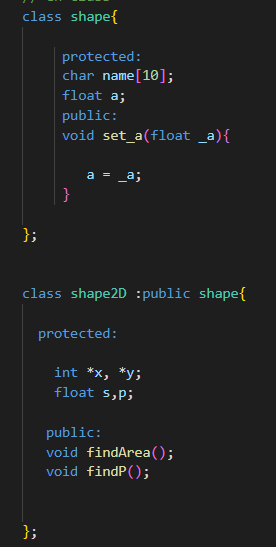 class shape{
protected:
char name[10];
float a;
public:
void set_a(float _a){
a = _a;
}
};
class shape2D :public shape{
protected:
int *x, *y;
float s,p;
public:
void findArea();
void findP();
};